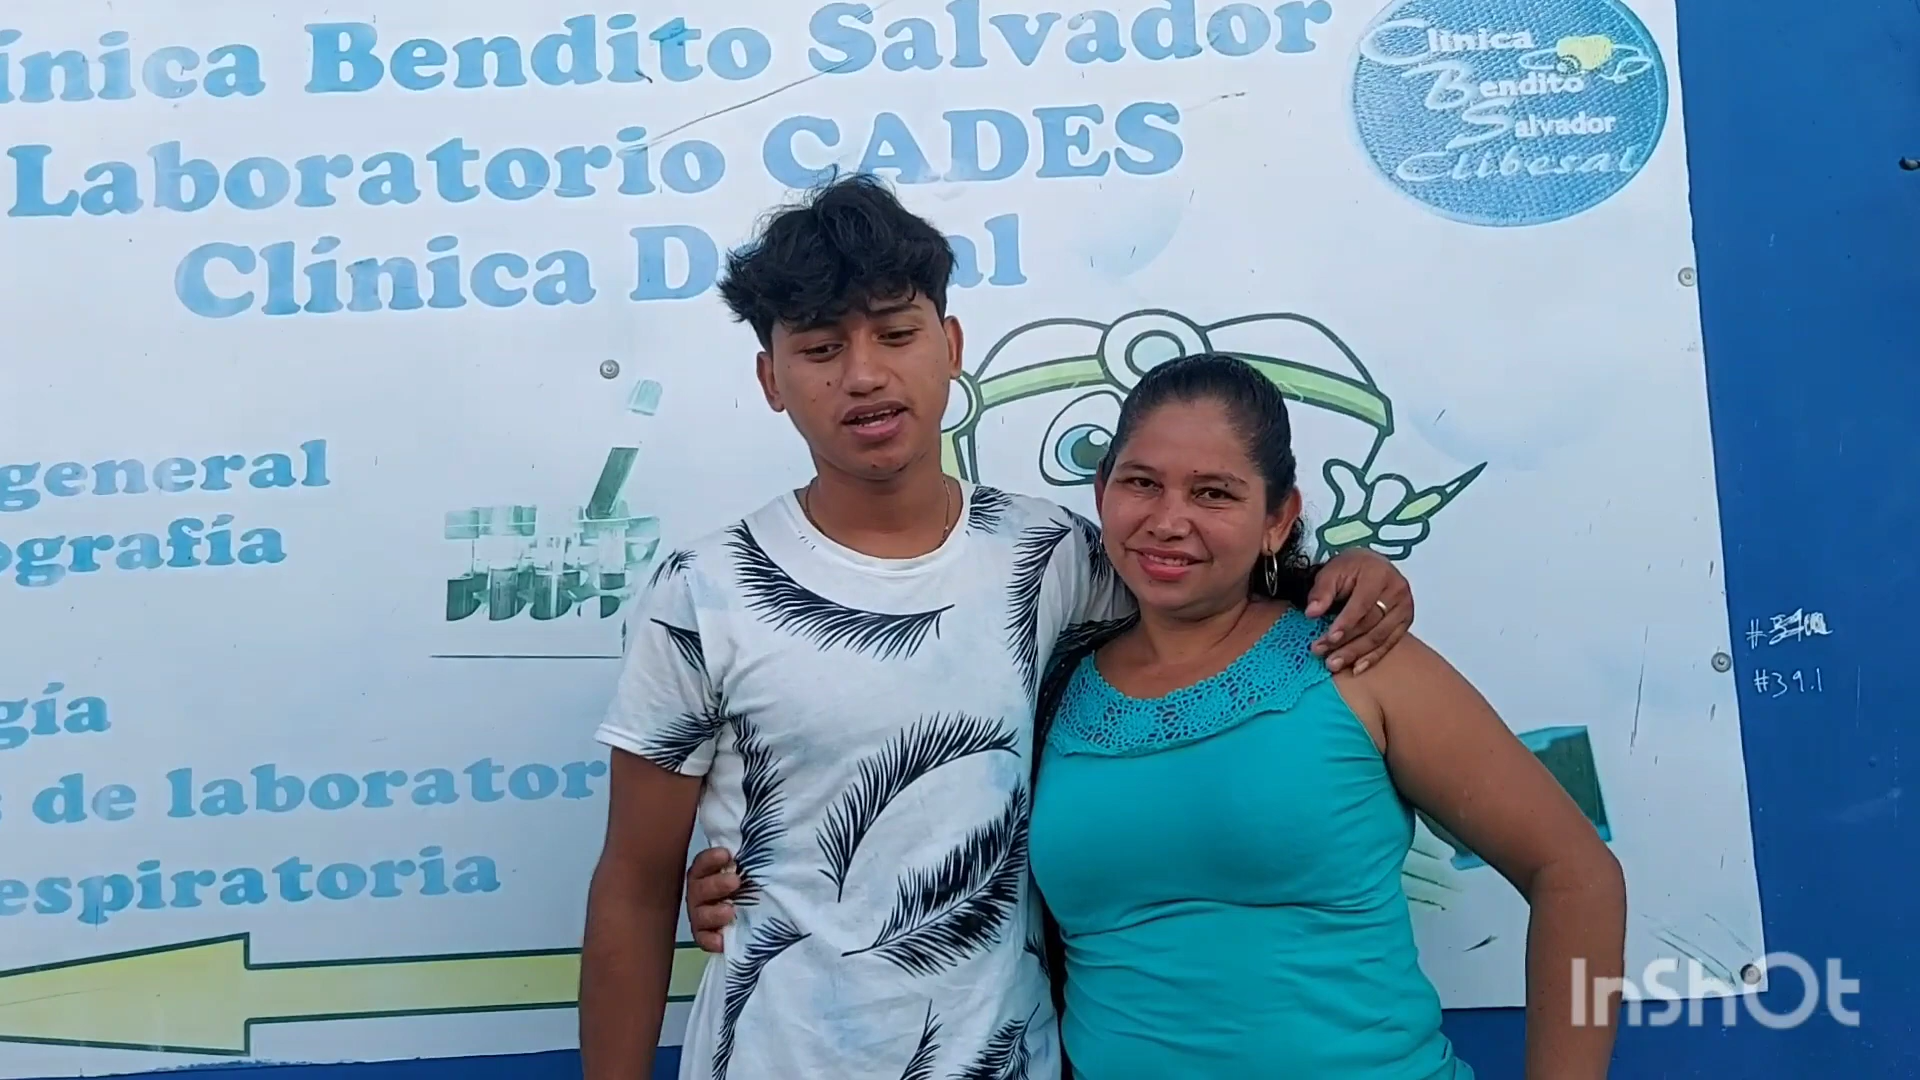 ínica Bendito Salvador
Laboratorio CADES
Clínica D al
general
ografía
gía
de laborator
espiratoria
Clínica
Bendito
Salvador
Clibesal
#39.1
InShOt